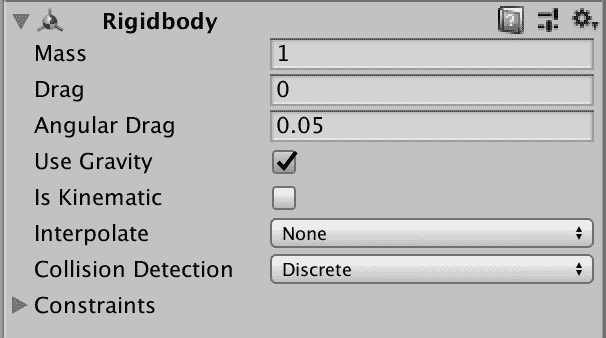 Rigidbody
Mass 1
Drag 0
Angular Drag 0.05
Use Gravity
Is Kinematic
Interpolate None
Collision Detection Discrete
Constraints